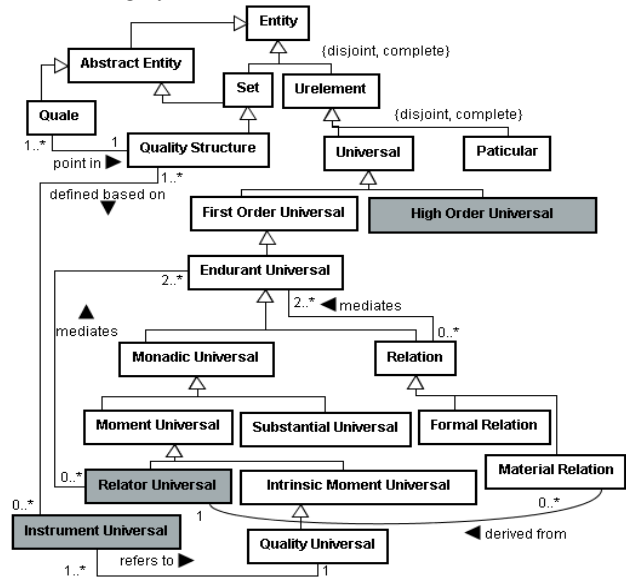 Entity
{disjoint, complete}
Abstract Entity
Set
Urelement
Quale
{disjoint, complete}
1..*
1
Quality Structure
Universal
Paticular
point in ▶
1..*
defined based on
▼
First Order Universal
High Order Universal
Endurant Universal
2..*
2..*
◀ mediates
▲
mediates
0..*
Monadic Universal
Relation
Moment Universal
Substantial Universal
Formal Relation
0..*
Relator Universal
Intrinsic Moment Universal
Material Relation
0..*
1
0..*
Instrument Universal
Quality Universal
◀ derived from
1..*
refers to ▶
1